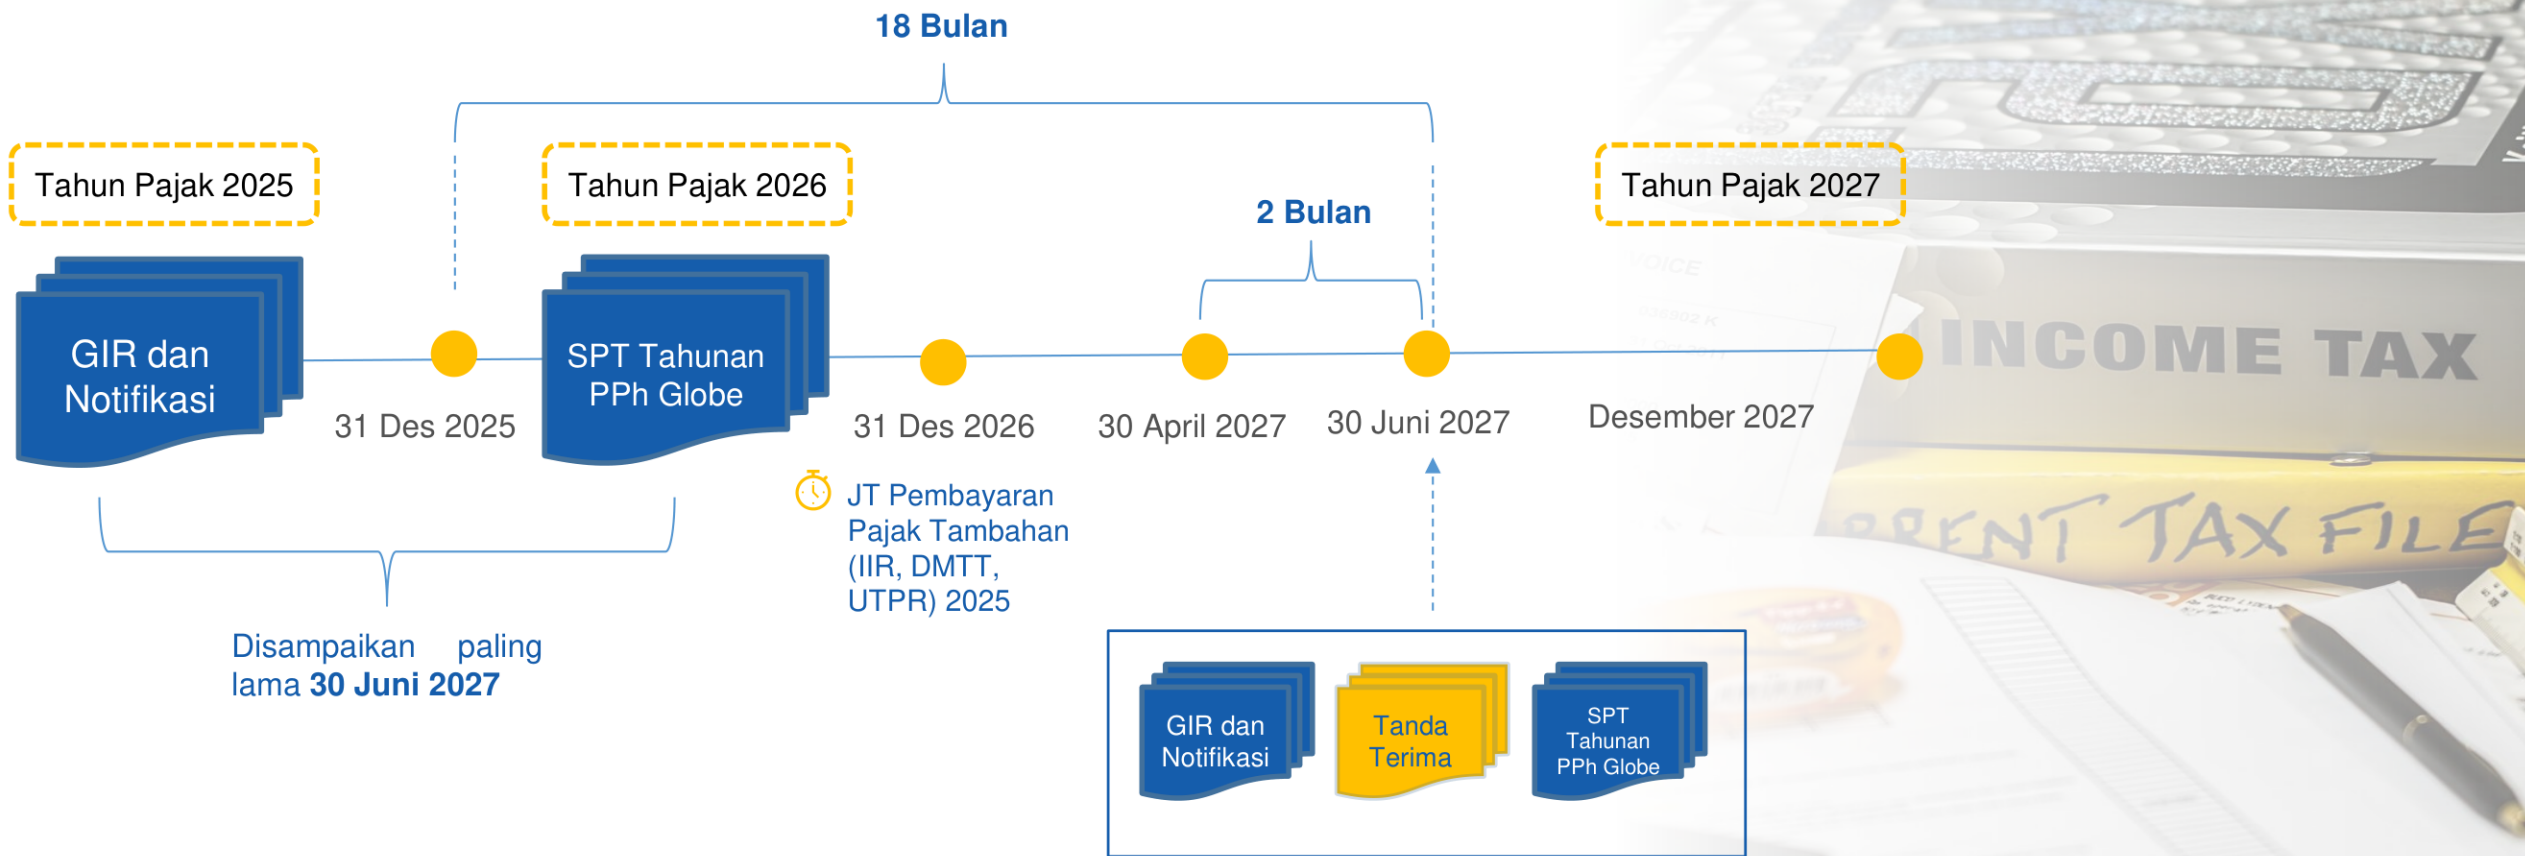 18 Bulan
Tahun Pajak 2025
Tahun Pajak 2026
Tahun Pajak 2027
2 Bulan
GIR dan
Notifikasi
SPT Tahunan
PPh Globe
31 Des 2025
31 Des 2026
30 April 2027
30 Juni 2027
Desember 2027
JT Pembayaran
Pajak Tambahan
(IIR, DMTT,
UTPR) 2025
Disampaikan paling
lama 30 Juni 2027
GIR dan
Notifikasi
Tanda
Terima
SPT
Tahunan
PPh Globe
VOICE
INCOME TAX
RRENT TAX FILE